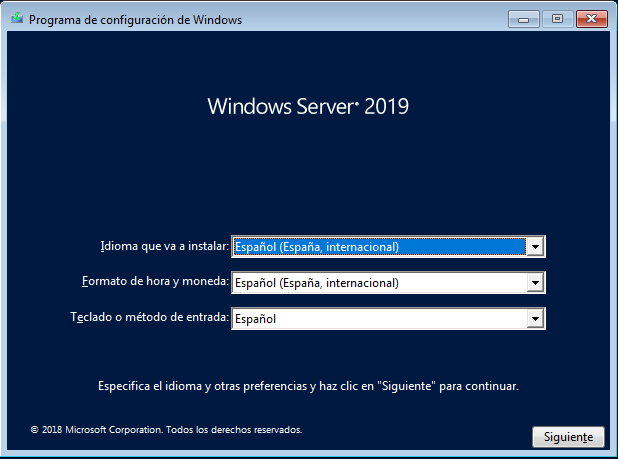 Programa de configuración de Windows
Windows Server® 2019
Idioma que va a instalar: Español (España, internacional)
Formato de hora y moneda: Español (España, internacional)
Teclado o método de entrada: Español
Especifica el idioma y otras preferencias y haz clic en "Siguiente" para continuar.
© 2018 Microsoft Corporation. Todos los derechos reservados.
Siguiente